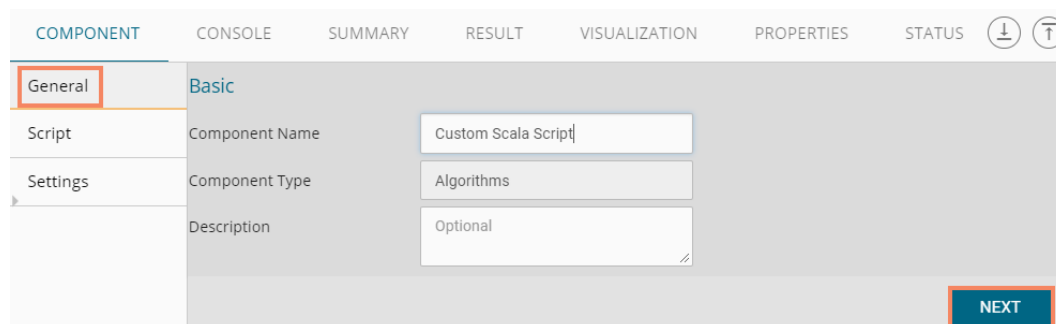 COMPONENT CONSOLE SUMMARY RESULT VISUALIZATION PROPERTIES STATUS
General
Script
Settings
Basic
Component Name Custom Scala Script
Component Type Algorithms
Description Optional
NEXT